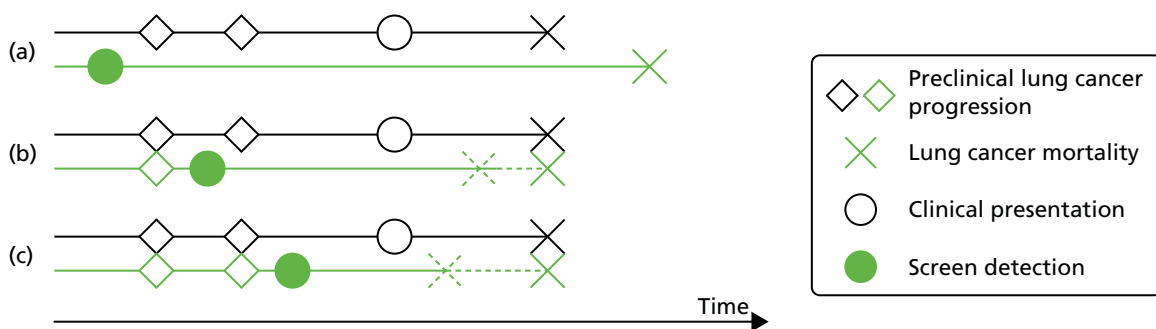 (a)
(b)
(c)
Time
Preclinical lung cancer
progression
Lung cancer mortality
Clinical presentation
Screen detection